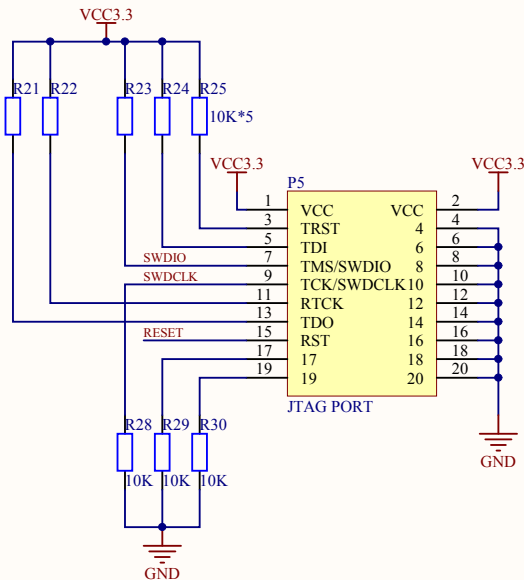 VCC3.3
R21 R22 R23 R24 R25
10K*5
VCC3.3 VCC3.3
P5
1 VCC VCC 2
3 TRST 4 4
5 TDI 6 6
SWDIO 7 TMS/SWDIO 8 8
SWDCLK 9 TCK/SWDCLK 10 10
11 RTCK 12 12
13 TDO 14 14
RESET 15 RST 16 16
17 17 18 18
19 19 20 20
JTAG PORT
R28 R29 R30
10K 10K 10K
GND
GND